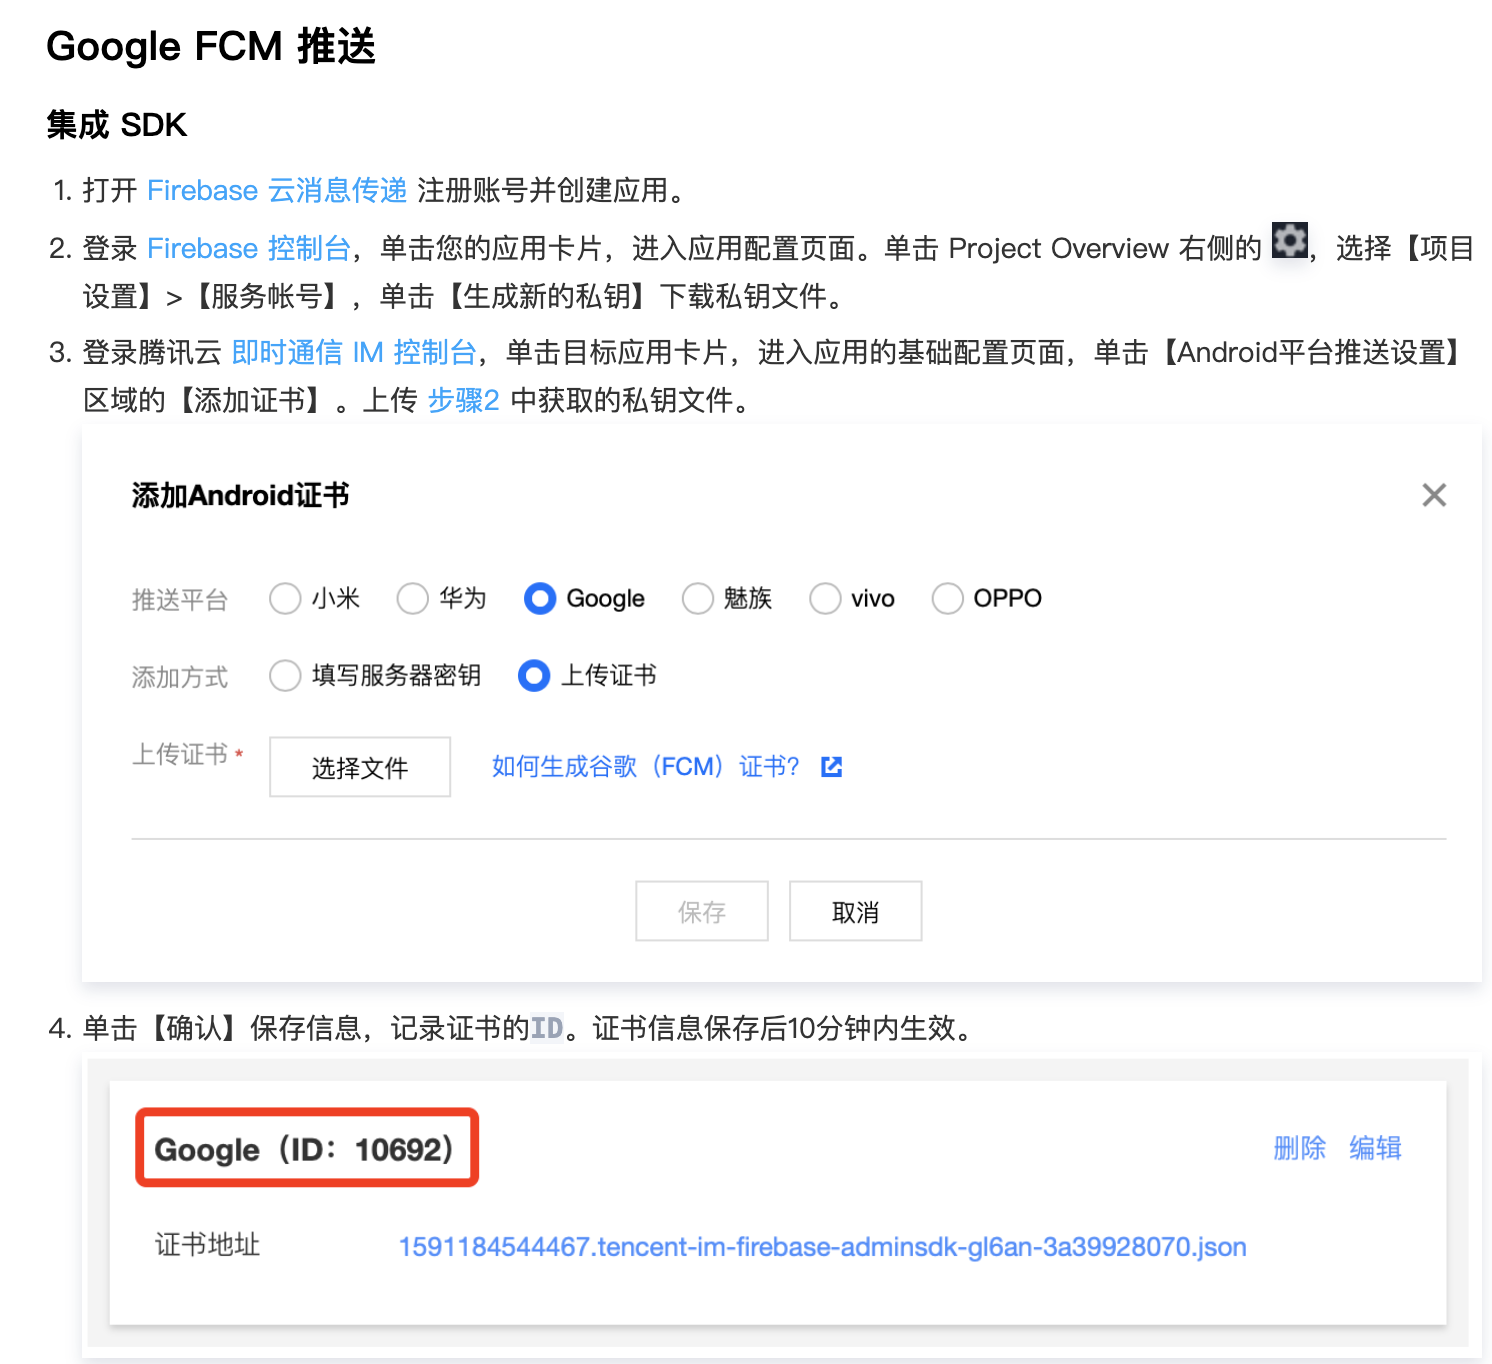 Google FCM 推送
集成 SDK
1. 打开 Firebase 云消息传递 注册账号并创建应用。
2. 登录 Firebase 控制台，单击您的应用卡片，进入应用配置页面。单击 Project Overview 右侧的 ，选择【项目
设置】>【服务帐号】，单击【生成新的私钥】下载私钥文件。
3. 登录腾讯云 即时通信 IM 控制台，单击目标应用卡片，进入应用的基础配置页面，单击【Android平台推送设置】
区域的【添加证书】。上传 步骤2 中获取的私钥文件。
添加Android证书
推送平台 小米 华为 Google 魅族 vivo OPPO
添加方式 填写服务器密钥 上传证书
上传证书* 选择文件 如何生成谷歌（FCM）证书?
保存 取消
4. 单击【确认】保存信息，记录证书的ID。证书信息保存后10分钟内生效。
Google（ID：10692） 删除 编辑
证书地址 1591184544467.tencent-im-firebase-adminsdk-gl6an-3a39928070.json